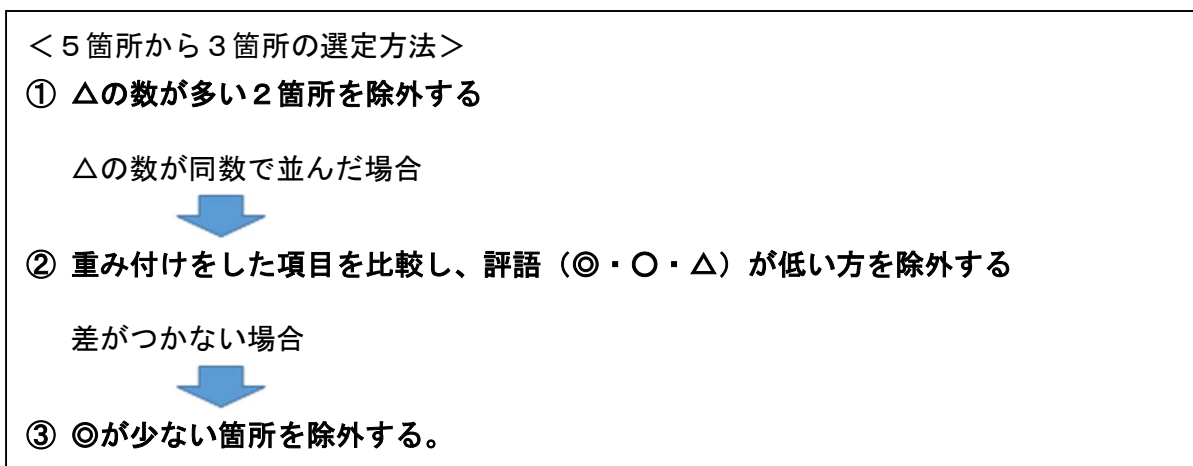 ＜５箇所から３箇所の選定方法＞
① △の数が多い２箇所を除外する
△の数が同数で並んだ場合
② 重み付けをした項目を比較し、評語（◎・○・△）が低い方を除外する
差がつかない場合
③ ◎が少ない箇所を除外する。